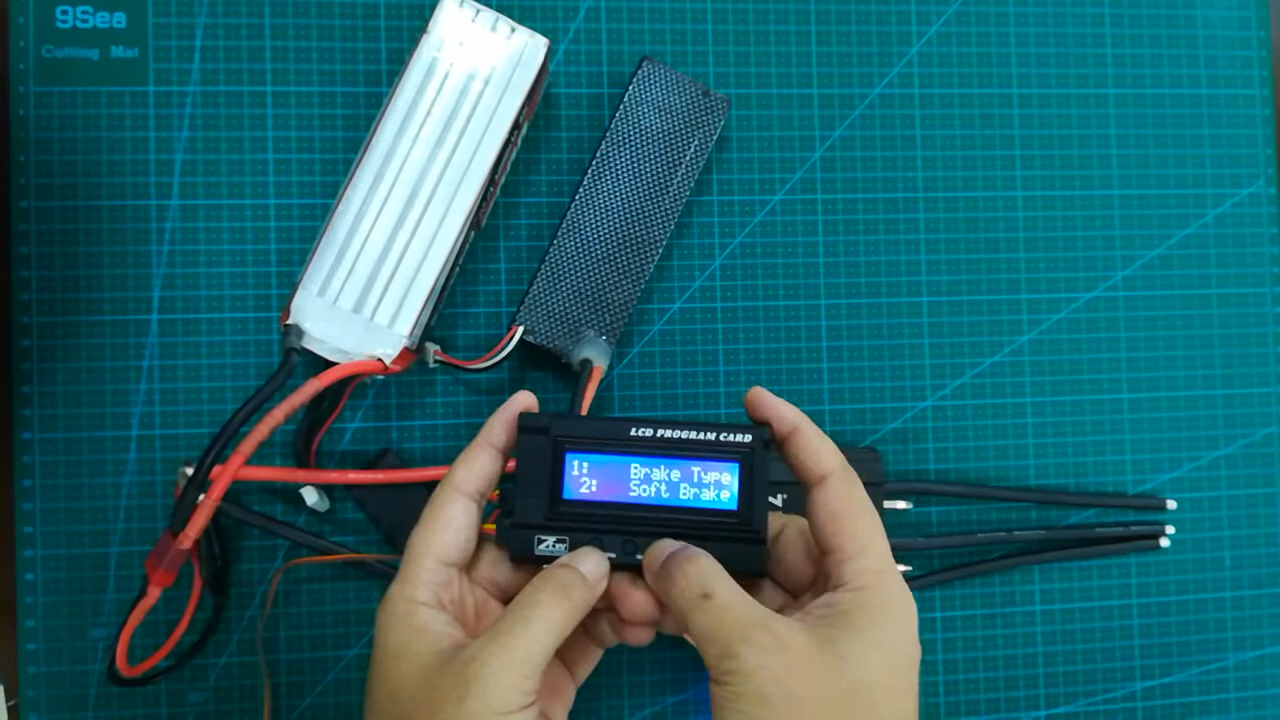 9Sea
Cutting Mat
LCD PROGRAM CARD
1: Brake Type
2: Soft Brake